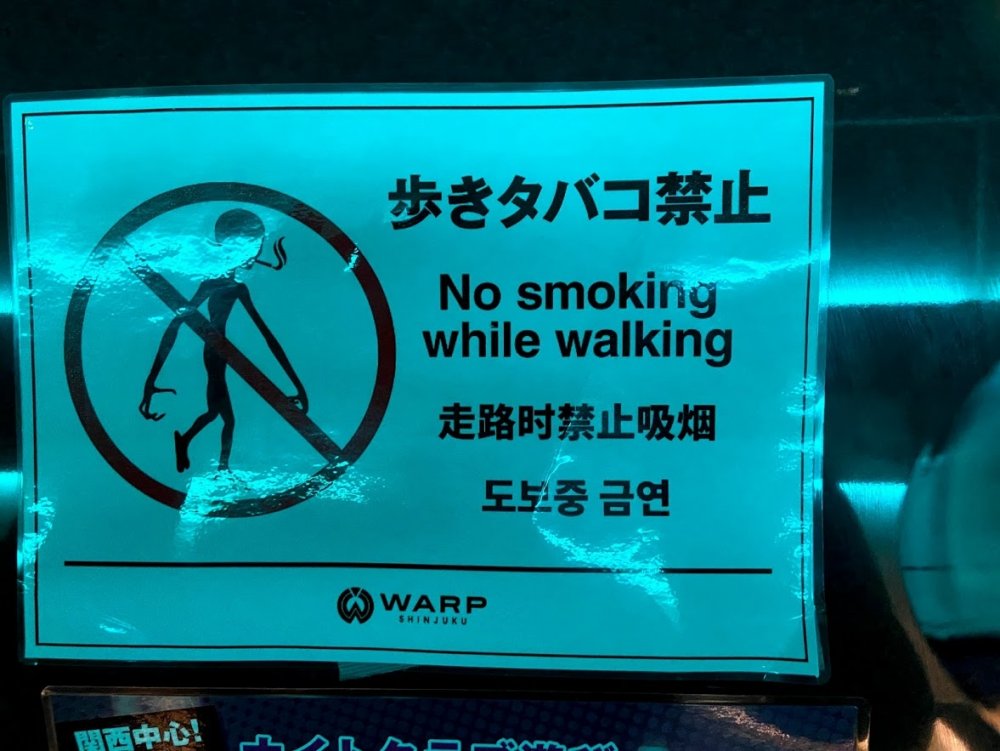 歩きタバコ禁止
No smoking
while walking
走路时禁止吸烟
도보중 금연
WARP
SHINJUKU
関西中心!